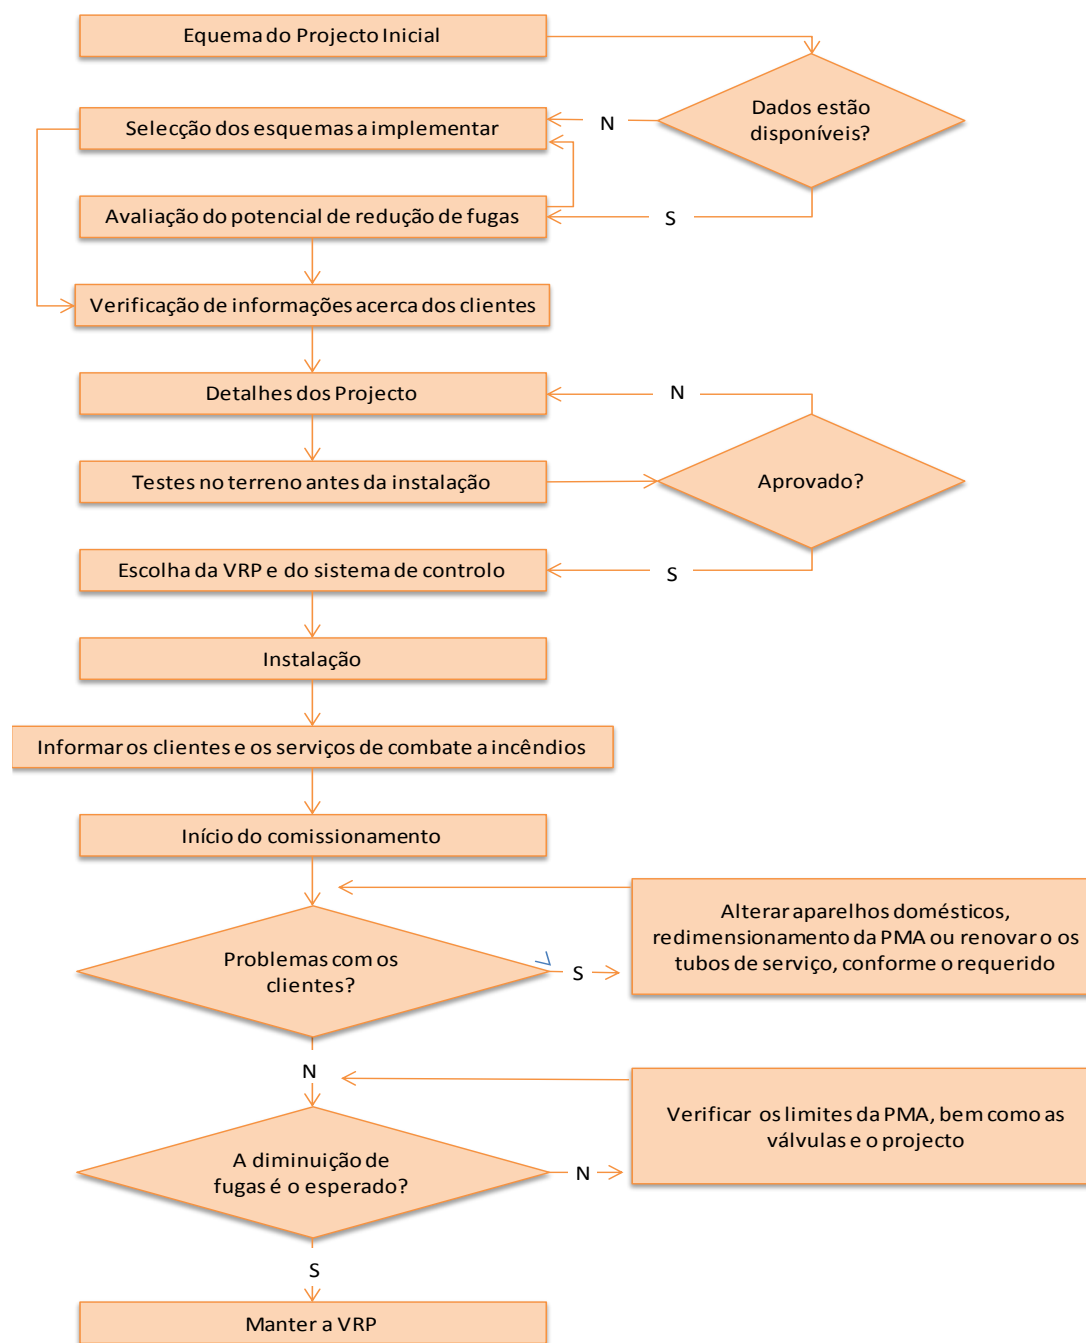 Equema do Projecto Inicial
Dados estão
disponíveis?
N
Selecção dos esquemas a implementar
S
Avaliação do potencial de redução de fugas
Verificação de informações acerca dos clientes
Detalhes dos Projecto
N
Testes no terreno antes da instalação
Aprovado?
S
Escolha da VRP e do sistema de controlo
Instalação
Informar os clientes e os serviços de combate a incêndios
Início do comissionamento
Problemas com os
clientes?
S
Alterar aparelhos domésticos,
redimensionamento da PMA ou renovar o os
tubos de serviço, conforme o requerido
N
A diminuição de
fugas é o esperado?
N
Verificar os limites da PMA, bem como as
válvulas e o projecto
S
Manter a VRP